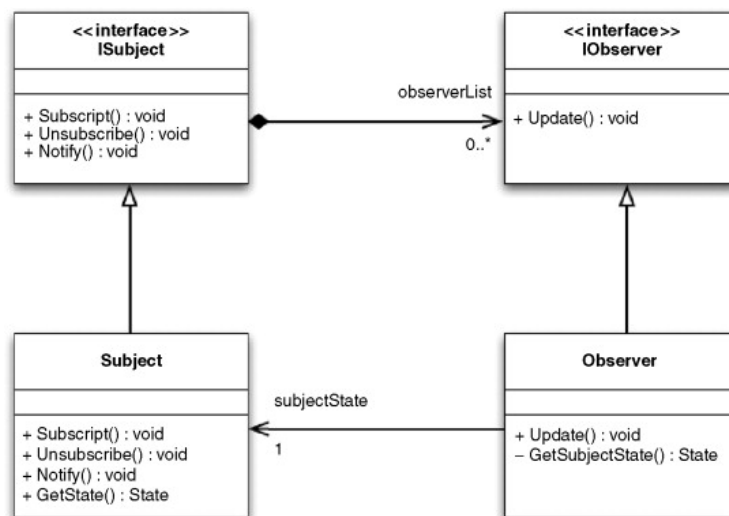 <<interface>>
ISubject
+ Subscript() : void
+ Unsubscribe() : void
+ Notify() : void
observerList
0..*
<<interface>>
IObserver
+ Update() : void
Subject
+ Subscript() : void
+ Unsubscribe() : void
+ Notify() : void
+ GetState() : State
subjectState
1
Observer
+ Update() : void
– GetSubjectState() : State